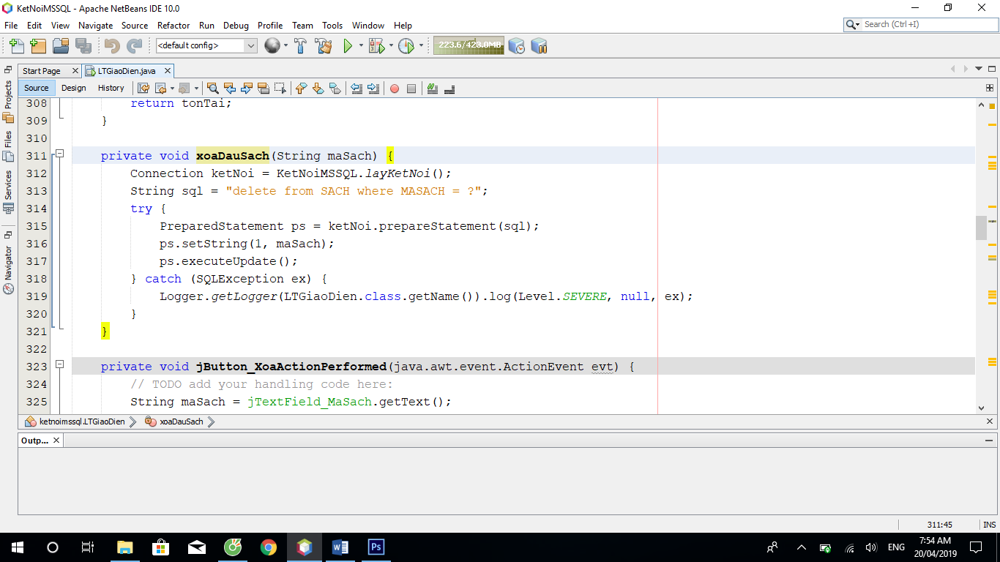 KetNoiMSSQL - Apache NetBeans IDE 10.0
File Edit View Navigate Source Refactor Run Debug Profile Team Tools Window Help
Search (Ctrl+I)
<default config>
223.6/423.0MB
Start Page
LTGiaoDien.java
Source Design History
Projects
Files
Services
Navigator
308 return tonTai;
309 }
310
311 private void xoaDauSach(String maSach) {
312 Connection ketNoi = KetNoiMSSQL.layKetNoi();
313 String sql = "delete from SACH where MASACH = ?";
314 try {
315 PreparedStatement ps = ketNoi.prepareStatement(sql);
316 ps.setString(1, maSach);
317 ps.executeUpdate();
318 } catch (SQLException ex) {
319 Logger.getLogger(LTGiaoDien.class.getName()).log(Level.SEVERE, null, ex);
320 }
321 }
322
323 private void jButton_XoaActionPerformed(java.awt.event.ActionEvent evt) {
324 // TODO add your handling code here:
325 String maSach = jTextField_MaSach.getText();
ketnoimssql.LTGiaoDien xoaDauSach
Outp...
311:45 INS
ENG
7:54 AM
20/04/2019
Ps